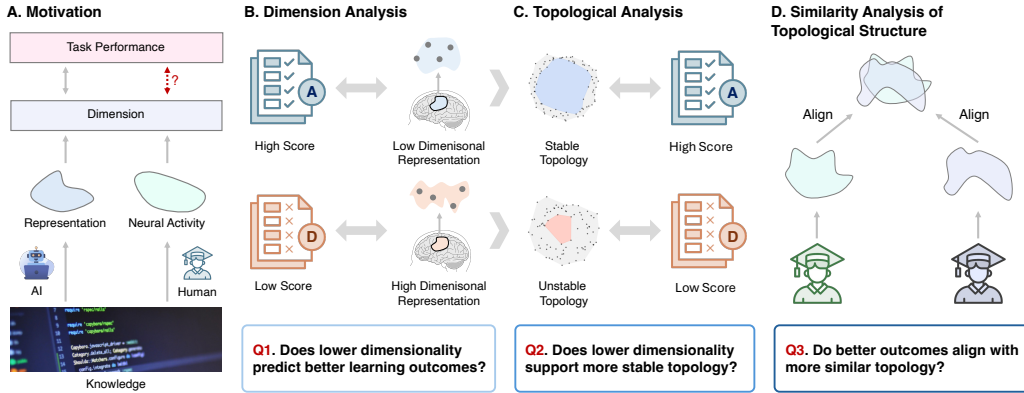 A. Motivation
Task Performance
?
Dimension
Representation
Neural Activity
AI
Human
Knowledge
B. Dimension Analysis
A
High Score
Low Dimenisonal
Representation
D
Low Score
High Dimenisonal
Representation
Q1. Does lower dimensionality
predict better learning outcomes?
C. Topological Analysis
Stable
Topology
A
High Score
Unstable
Topology
D
Low Score
Q2. Does lower dimensionality
support more stable topology?
D. Similarity Analysis of
Topological Structure
Align
Align
Q3. Do better outcomes align with
more similar topology?